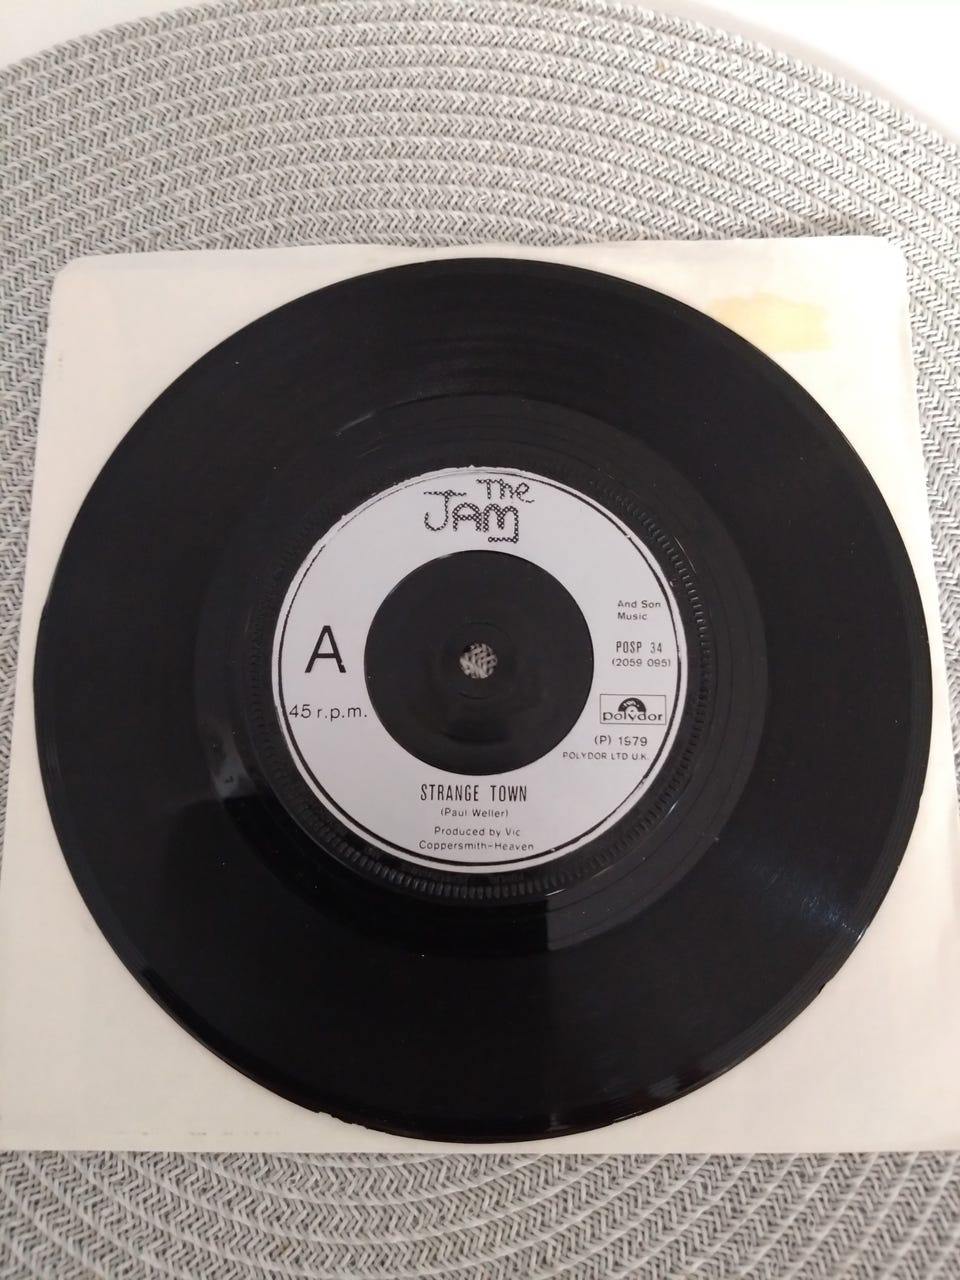 The
JAM
And Son
Music
A
POSP 34
(2059 095)
45 r.p.m.
polydor
(P) 1979
POLYDOR LTD U.K.
STRANGE TOWN
(Paul Weller)
Produced by Vic
Coppersmith-Heaven